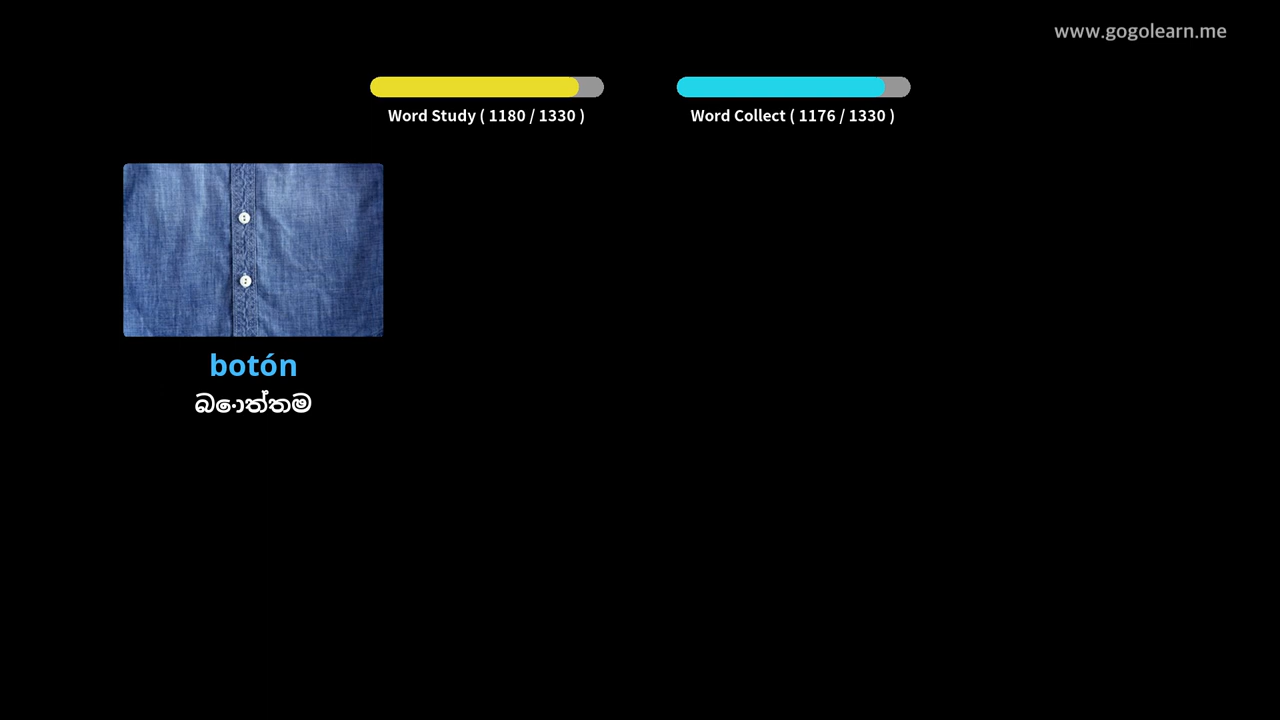 www.gogolearn.me
Word Study ( 1180 / 1330 )
Word Collect ( 1176 / 1330 )
botón
බොත්තම